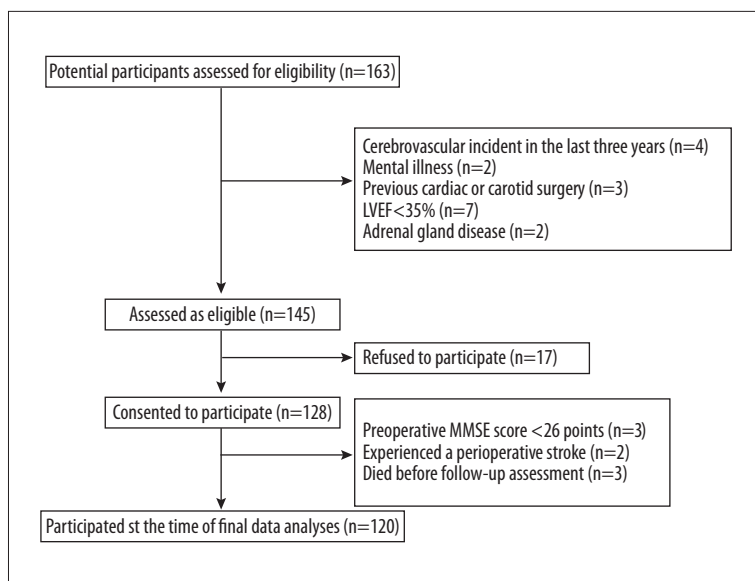 Potential participants assessed for eligibility (n=163)
Cerebrovascular incident in the last three years (n=4)
Mental illness (n=2)
Previous cardiac or carotid surgery (n=3)
LVEF<35% (n=7)
Adrenal gland disease (n=2)
Assessed as eligible (n=145)
Refused to participate (n=17)
Consented to participate (n=128)
Preoperative MMSE score <26 points (n=3)
Experienced a perioperative stroke (n=2)
Died before follow-up assessment (n=3)
Participated st the time of final data analyses (n=120)